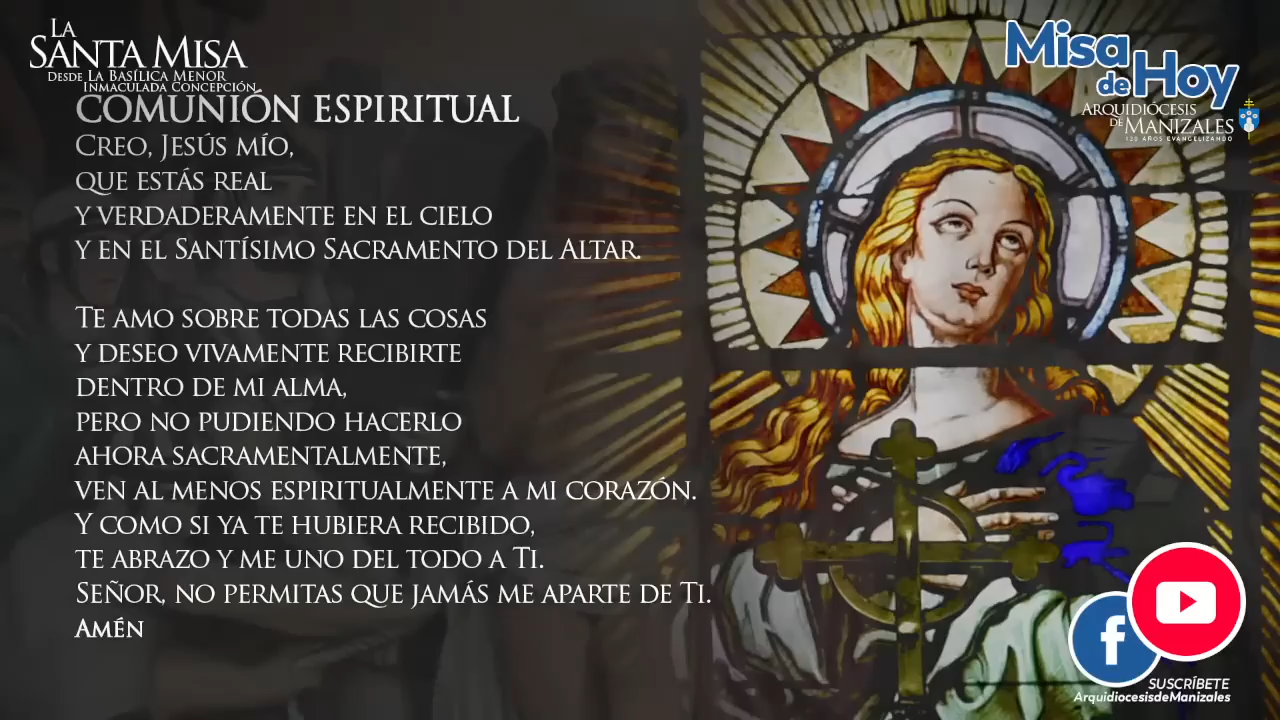 La
Santa Misa
Desde La Basílica Menor
Inmaculada Concepción
COMUNIÓN ESPIRITUAL
Creo, Jesús mío,
que estás real
y verdaderamente en el cielo
y en el Santísimo Sacramento del Altar.
Te amo sobre todas las cosas
y deseo vivamente recibirte
dentro de mi alma,
pero no pudiendo hacerlo
ahora sacramentalmente,
ven al menos espiritualmente a mi corazón.
Y como si ya te hubiera recibido,
te abrazo y me uno del todo a Ti.
Señor, no permitas que jamás me aparte de Ti.
Amén
Misa
de Hoy
Arquidiócesis
de Manizales
120 AÑOS EVANGELIZANDO
SUSCRÍBETE
ArquidiocesisdeManizales